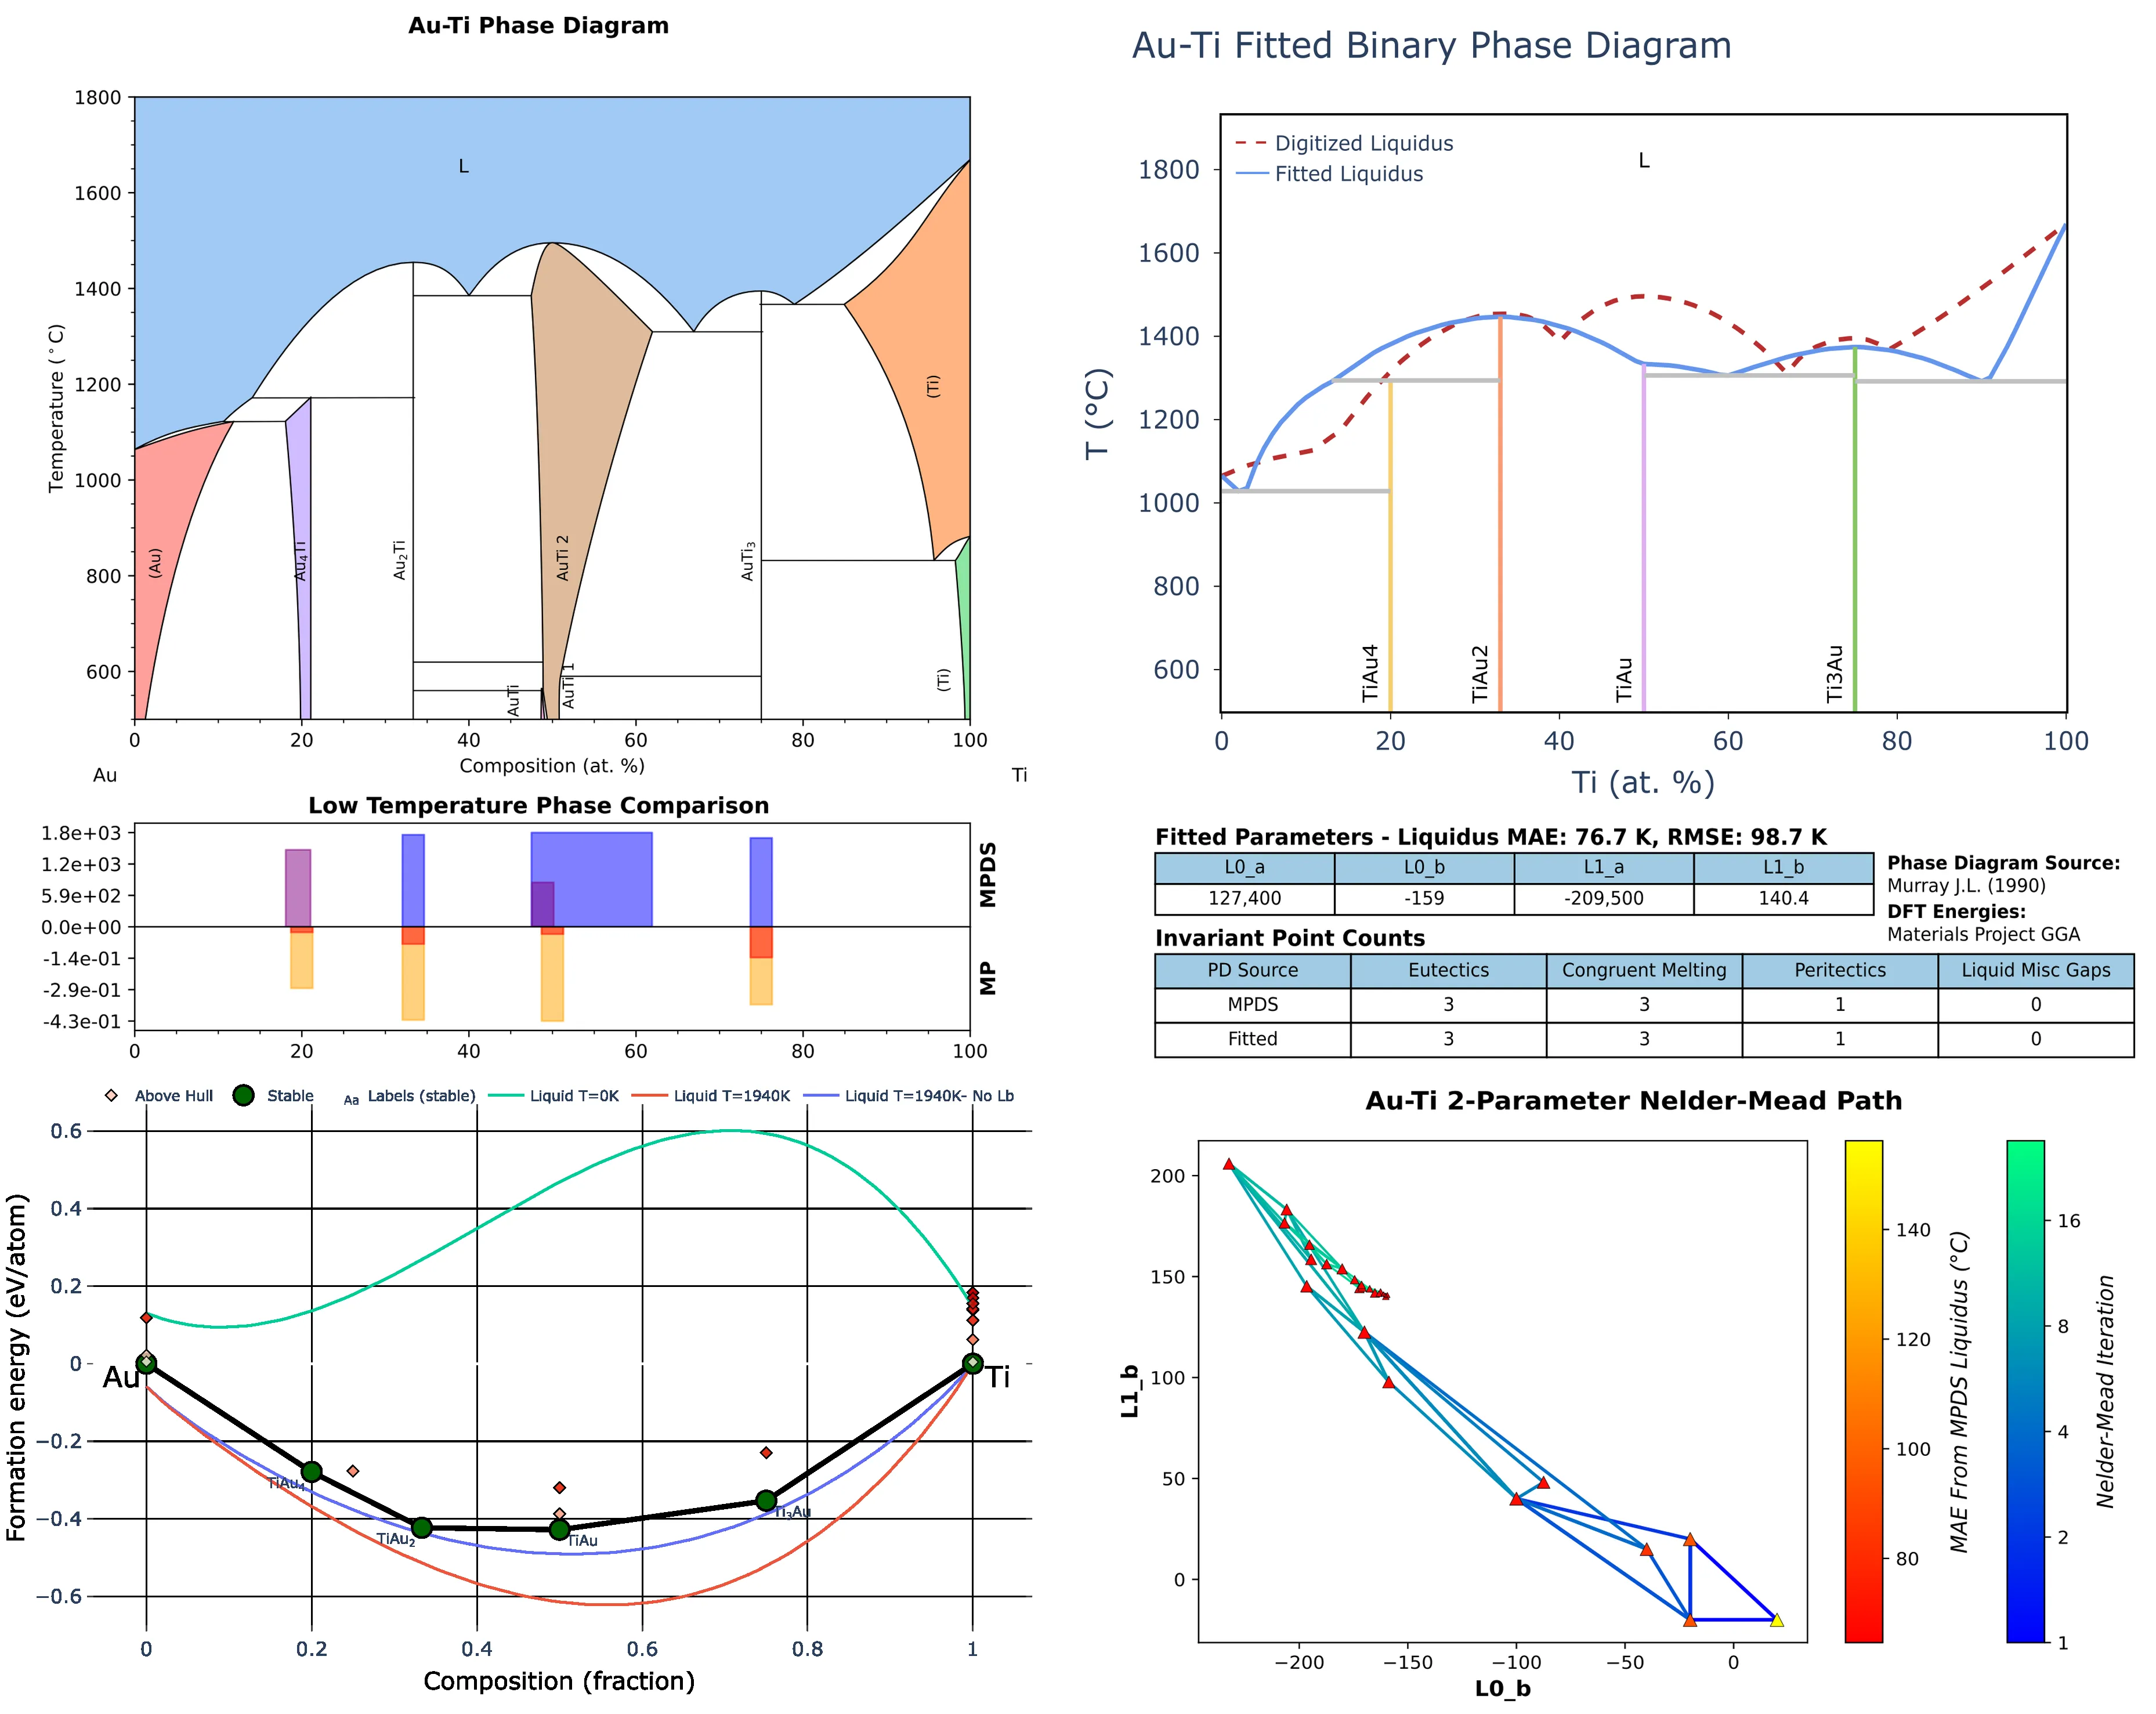 Au-Ti Phase Diagram
1800
1600
1400
1200
1000
800
600
Temperature (°C)
L
(Au)
Au4Ti
Au2Ti
AuTi 2
AuTi
AuTi 1
AuTi3
(Ti)
(Ti)
0 20 40 60 80 100
Composition (at. %)
Au
Ti
Au-Ti Fitted Binary Phase Diagram
Digitized Liquidus
Fitted Liquidus
L
1800
1600
1400
1200
1000
800
600
T (°C)
TiAu4
TiAu2
TiAu
Ti3Au
0 20 40 60 80 100
Ti (at. %)
Low Temperature Phase Comparison
1.8e+03
1.2e+03
5.9e+02
0.0e+00
-1.4e-01
-2.9e-01
-4.3e-01
MPDS
MP
0 20 40 60 80 100
Fitted Parameters - Liquidus MAE: 76.7 K, RMSE: 98.7 K
L0_a L0_b L1_a L1_b
127,400 -159 -209,500 140.4
Phase Diagram Source:
Murray J.L. (1990)
DFT Energies:
Materials Project GGA
Invariant Point Counts
PD Source Eutectics Congruent Melting Peritectics Liquid Misc Gaps
MPDS 3 3 1 0
Fitted 3 3 1 0
Above Hull Stable Aa Labels (stable) Liquid T=0K Liquid T=1940K Liquid T=1940K- No Lb
0.6
0.4
0.2
0
−0.2
−0.4
−0.6
Formation energy (eV/atom)
Au
Ti
TiAu4
TiAu2
TiAu
Ti3Au
0 0.2 0.4 0.6 0.8 1
Composition (fraction)
Au-Ti 2-Parameter Nelder-Mead Path
200
150
100
50
0
L1_b
−200 −150 −100 −50 0
L0_b
140
120
100
80
MAE From MPDS Liquidus (°C)
16
8
4
2
1
Nelder-Mead Iteration